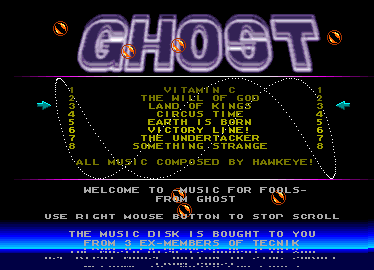 GHOST
1 VITAMIN C 1
2 THE WILL OF GOD 2
3 LAND OF KINGS 3
4 CIRCUS TIME 4
5 EARTH IS BORN 5
6 VICTORY LINE! 6
7 THE UNDERTACKER 7
8 SOMETHING STRANGE 8
ALL MUSIC COMPOSED BY HAWKEYE!
WELCOME TO -MUSIC FOR FOOLS-
FROM GHOST
USE RIGHT MOUSE BUTTON TO STOP SCROLL
THE MUSIC DISK IS BOUGHT TO YOU
FROM 3 EX-MEMBERS OF TECNIK